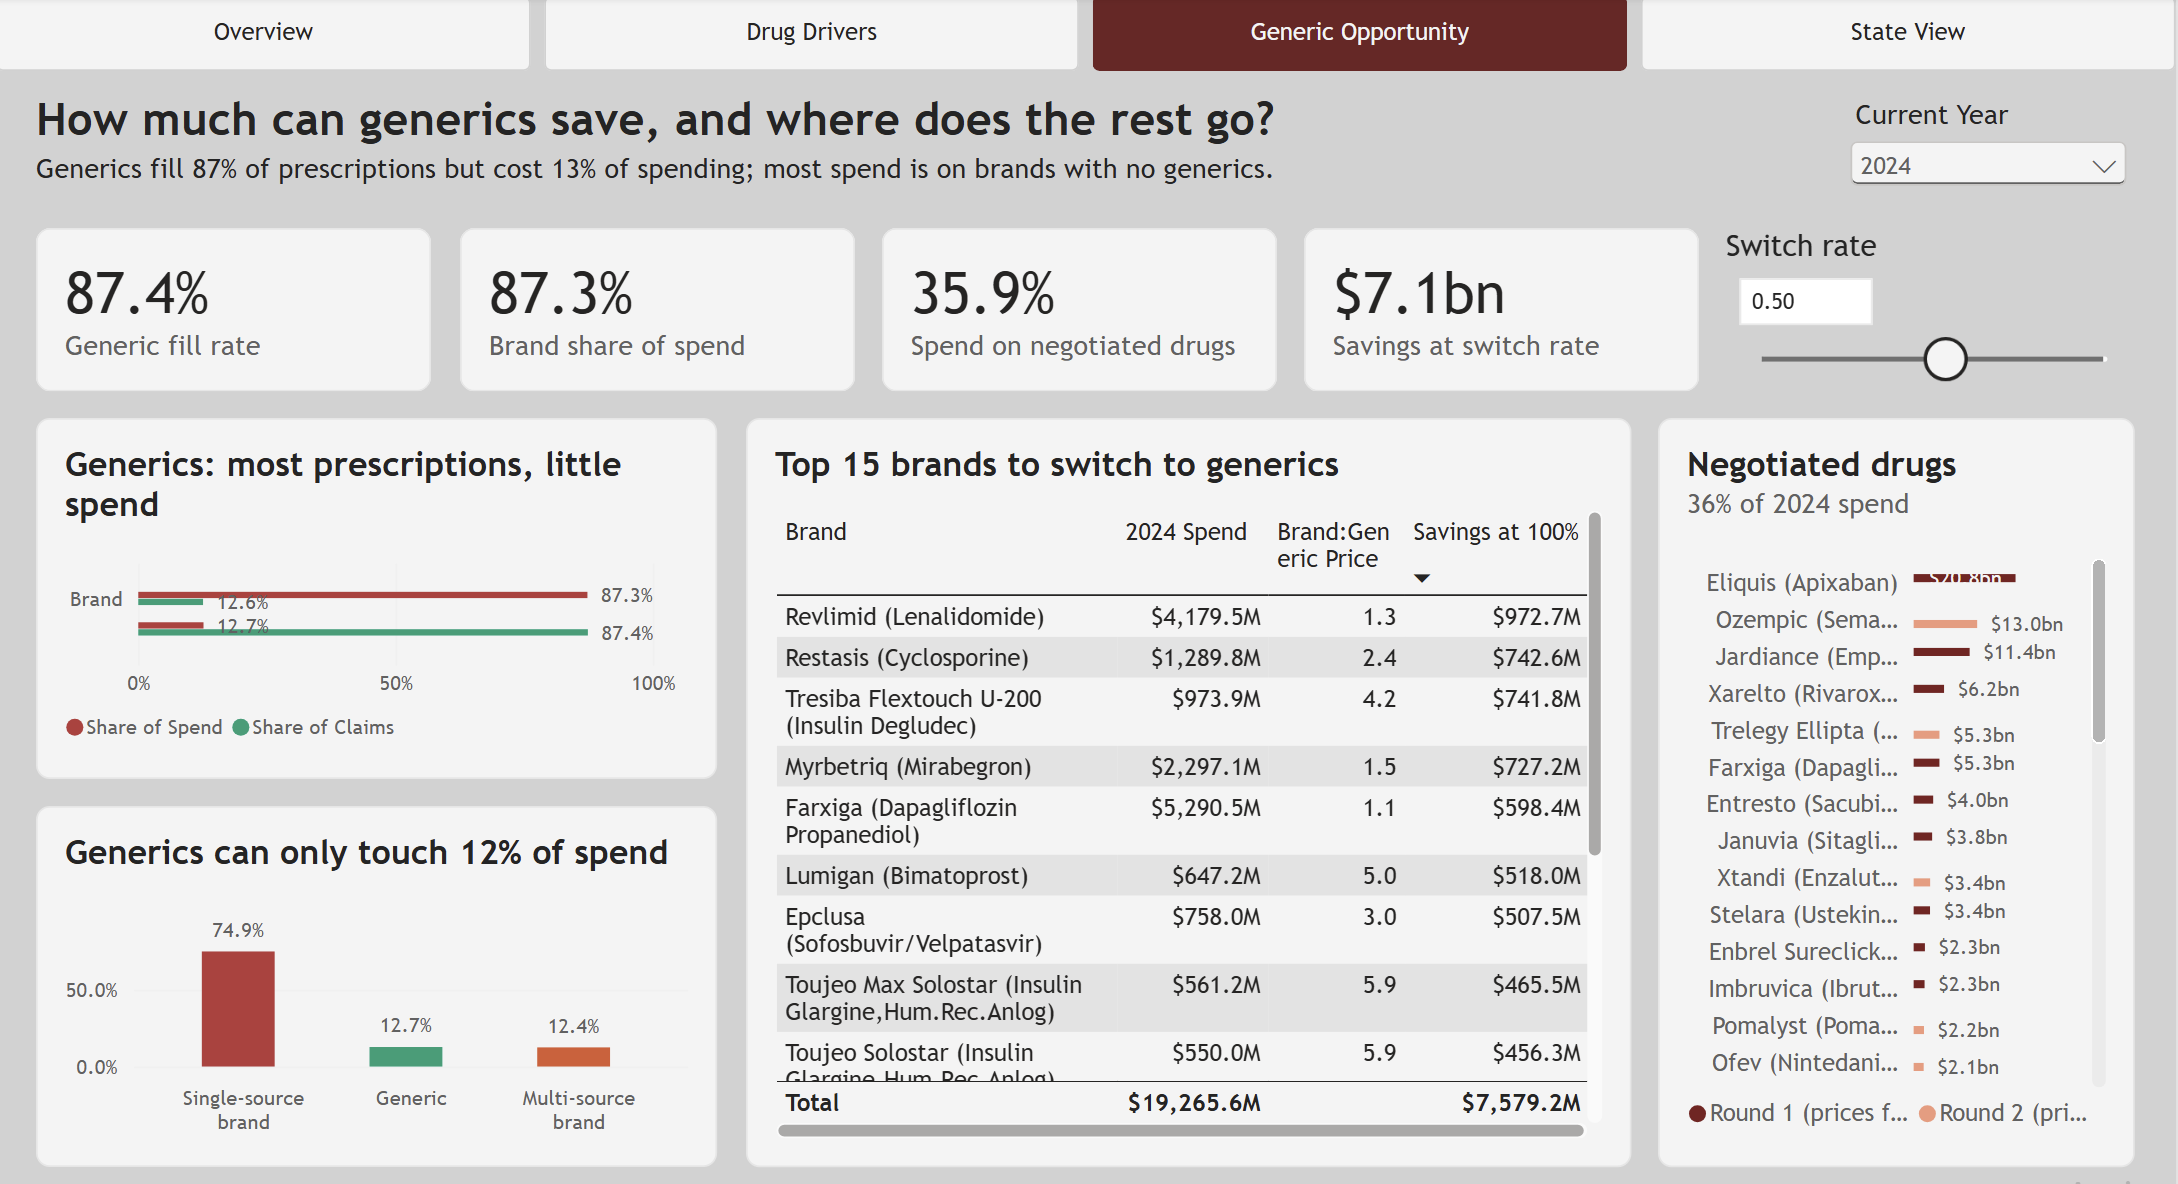 Overview
Drug Drivers
Generic Opportunity
State View
How much can generics save, and where does the rest go?
Generics fill 87% of prescriptions but cost 13% of spending; most spend is on brands with no generics.
Current Year
2024
87.4%
Generic fill rate
87.3%
Brand share of spend
35.9%
Spend on negotiated drugs
$7.1bn
Savings at switch rate
Switch rate
0.50
Generics: most prescriptions, little
spend
Brand
87.3%
12.6%
12.7%
87.4%
0%
50%
100%
Share of Spend
Share of Claims
Generics can only touch 12% of spend
74.9%
12.7%
12.4%
50.0%
0.0%
Single-source
brand
Generic
Multi-source
brand
Top 15 brands to switch to generics
Brand
2024 Spend
Brand:Gen
eric Price
Savings at 100%
Revlimid (Lenalidomide) $4,179.5M 1.3 $972.7M
Restasis (Cyclosporine) $1,289.8M 2.4 $742.6M
Tresiba Flextouch U-200 $973.9M 4.2 $741.8M
(Insulin Degludec)
Myrbetriq (Mirabegron) $2,297.1M 1.5 $727.2M
Farxiga (Dapagliflozin $5,290.5M 1.1 $598.4M
Propanediol)
Lumigan (Bimatoprost) $647.2M 5.0 $518.0M
Epclusa $758.0M 3.0 $507.5M
(Sofosbuvir/Velpatasvir)
Toujeo Max Solostar (Insulin $561.2M 5.9 $465.5M
Glargine,Hum.Rec.Anlog)
Toujeo Solostar (Insulin $550.0M 5.9 $456.3M
Glargine,Hum.Rec.Anlog)
Total $19,265.6M $7,579.2M
Negotiated drugs
36% of 2024 spend
Eliquis (Apixaban) $20.8bn
Ozempic (Sema... $13.0bn
Jardiance (Emp... $11.4bn
Xarelto (Rivarox... $6.2bn
Trelegy Ellipta (... $5.3bn
Farxiga (Dapagli... $5.3bn
Entresto (Sacubi... $4.0bn
Januvia (Sitagli... $3.8bn
Xtandi (Enzalut... $3.4bn
Stelara (Ustekin... $3.4bn
Enbrel Sureclick... $2.3bn
Imbruvica (Ibrut... $2.3bn
Pomalyst (Poma... $2.2bn
Ofev (Nintedani... $2.1bn
Round 1 (prices f...
Round 2 (pri...